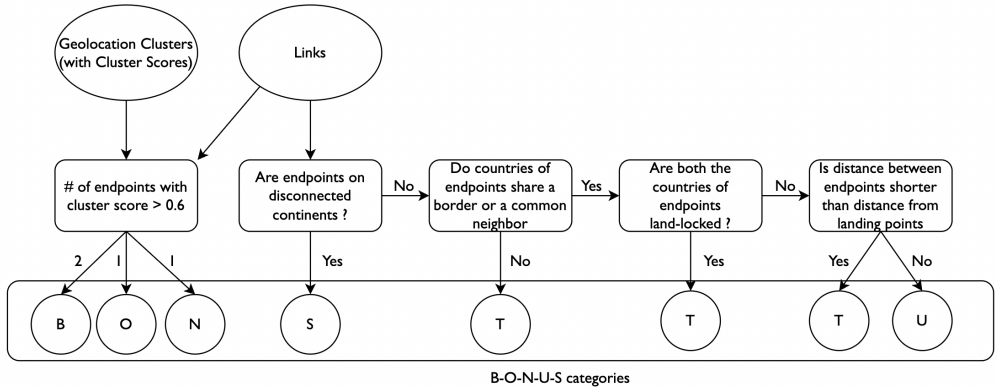 Geolocation Clusters
(with Cluster Scores)
Links
# of endpoints with
cluster score > 0.6
Are endpoints on
disconnected
continents ?
No
Do countries of
endpoints share a
border or a common
neighbor
Yes
Are both the
countries of
endpoints
land-locked ?
No
Is distance between
endpoints shorter
than distance from
landing points
2
1
1
Yes
No
Yes
Yes
No
B
O
N
S
T
T
T
U
B-O-N-U-S categories